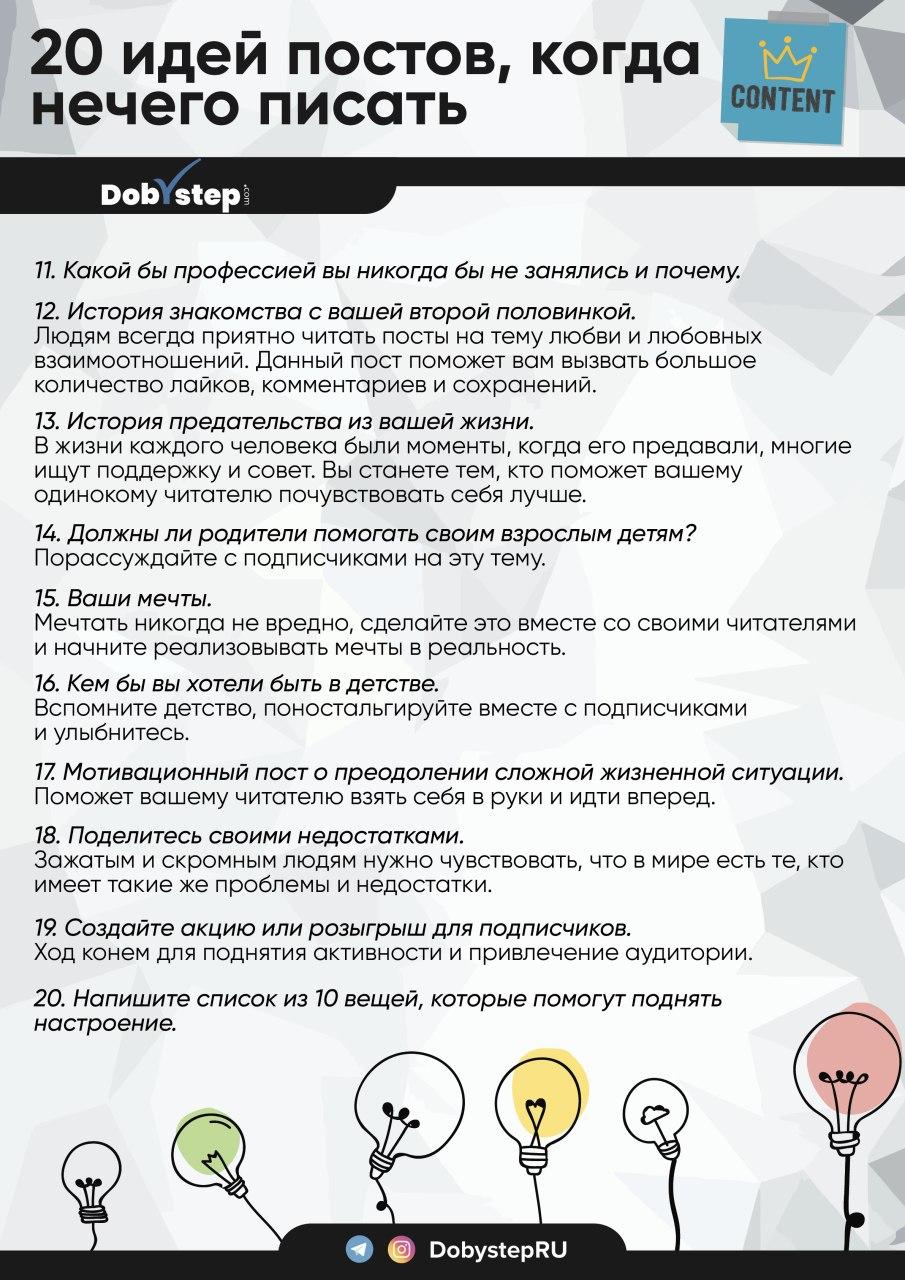 20 идей постов, когда
нечего писать
CONTENT
Dobystep.com
11. Какой бы профессией вы никогда бы не занялись и почему.
12. История знакомства с вашей второй половинкой.
Людям всегда приятно читать посты на тему любви и любовных
взаимоотношений. Данный пост поможет вам вызвать большое
количество лайков, комментариев и сохранений.
13. История предательства из вашей жизни.
В жизни каждого человека были моменты, когда его предавали, многие
ищут поддержку и совет. Вы станете тем, кто поможет вашему
одинокому читателю почувствовать себя лучше.
14. Должны ли родители помогать своим взрослым детям?
Порассуждайте с подписчиками на эту тему.
15. Ваши мечты.
Мечтать никогда не вредно, сделайте это вместе со своими читателями
и начните реализовывать мечты в реальность.
16. Кем бы вы хотели быть в детстве.
Вспомните детство, поностальгируйте вместе с подписчиками
и улыбнитесь.
17. Мотивационный пост о преодолении сложной жизненной ситуации.
Поможет вашему читателю взять себя в руки и идти вперед.
18. Поделитесь своими недостатками.
Зажатым и скромным людям нужно чувствовать, что в мире есть те, кто
имеет такие же проблемы и недостатки.
19. Создайте акцию или розыгрыш для подписчиков.
Ход конем для поднятия активности и привлечение аудитории.
20. Напишите список из 10 вещей, которые помогут поднять
настроение.
DobystepRU